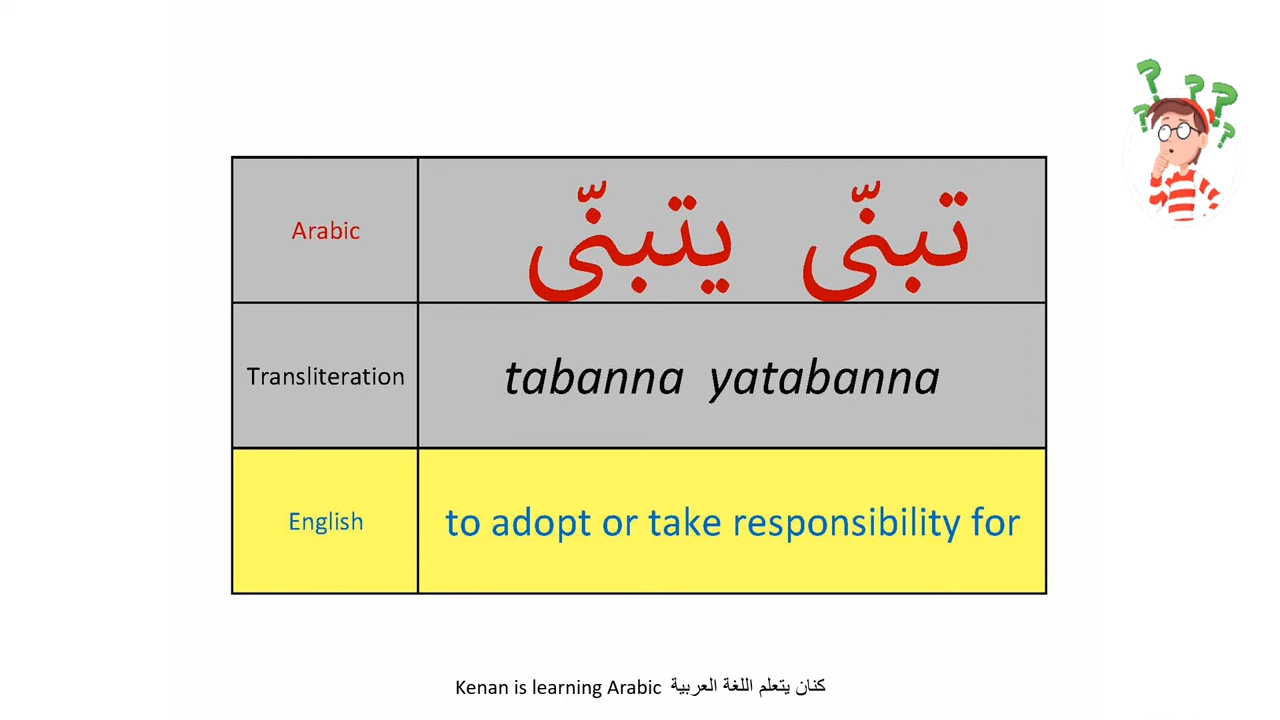 Arabic تبنّى يتبنّى
Transliteration tabanna yatabanna
English to adopt or take responsibility for
Kenan is learning Arabic كنان يتعلم اللغة العربية